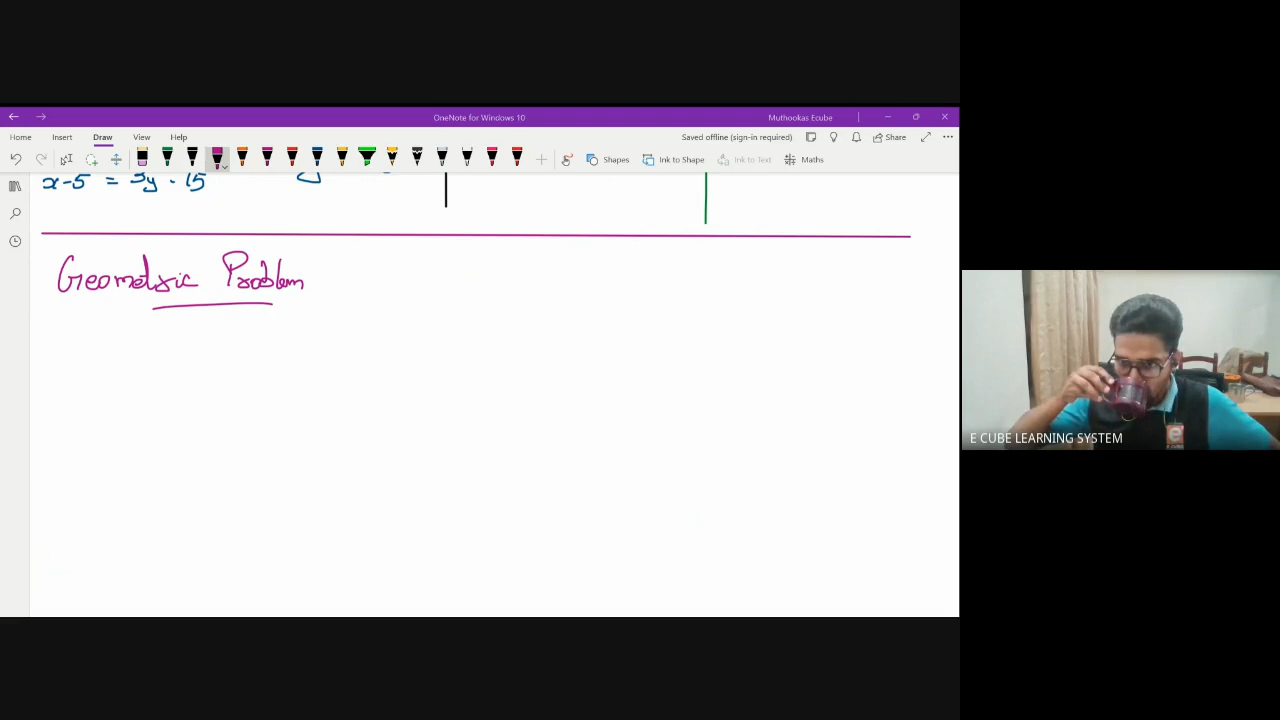 OneNote for Windows 10
Muthookas Ecube
Home Insert Draw View Help
Saved offline (sign-in required) Share
Shapes Ink to Shape Ink to Text Maths
x-5 = 3y - 15
Geometric Problem
E CUBE LEARNING SYSTEM